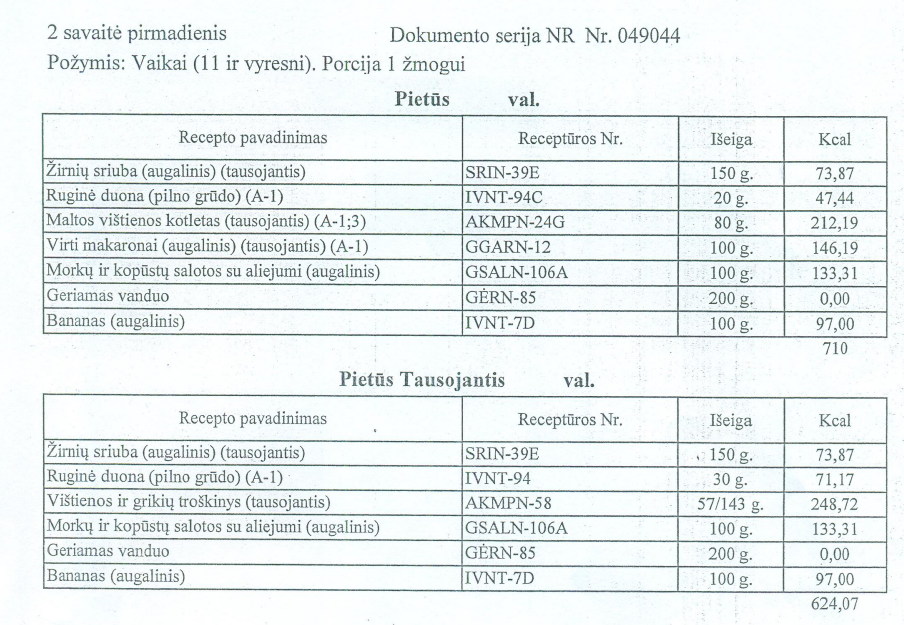 2 savaitė pirmadienis Dokumento serija NR Nr. 049044
Požymis: Vaikai (11 ir vyresni). Porcija 1 žmogui
Pietūs val.
Recepto pavadinimas Receptūros Nr. Išeiga Kcal
Žirnių sriuba (augalinis) (tausojantis) SRIN-39E 150 g. 73,87
Ruginė duona (pilno grūdo) (A-1) IVNT-94C 20 g. 47,44
Maltos vištienos kotletas (tausojantis) (A-1;3) AKMPN-24G 80 g. 212,19
Virti makaronai (augalinis) (tausojantis) (A-1) GGARN-12 100 g. 146,19
Morkų ir kopūstų salotos su aliejumi (augalinis) GSALN-106A 100 g. 133,31
Geriamas vanduo GĖRN-85 200 g. 0,00
Bananas (augalinis) IVNT-7D 100 g. 97,00
710
Pietūs Tausojantis val.
Recepto pavadinimas Receptūros Nr. Išeiga Kcal
Žirnių sriuba (augalinis) (tausojantis) SRIN-39E 150 g. 73,87
Ruginė duona (pilno grūdo) (A-1) IVNT-94 30 g. 71,17
Vištienos ir grikių troškinys (tausojantis) AKMPN-58 57/143 g. 248,72
Morkų ir kopūstų salotos su aliejumi (augalinis) GSALN-106A 100 g. 133,31
Geriamas vanduo GĖRN-85 200 g. 0,00
Bananas (augalinis) IVNT-7D 100 g. 97,00
624,07